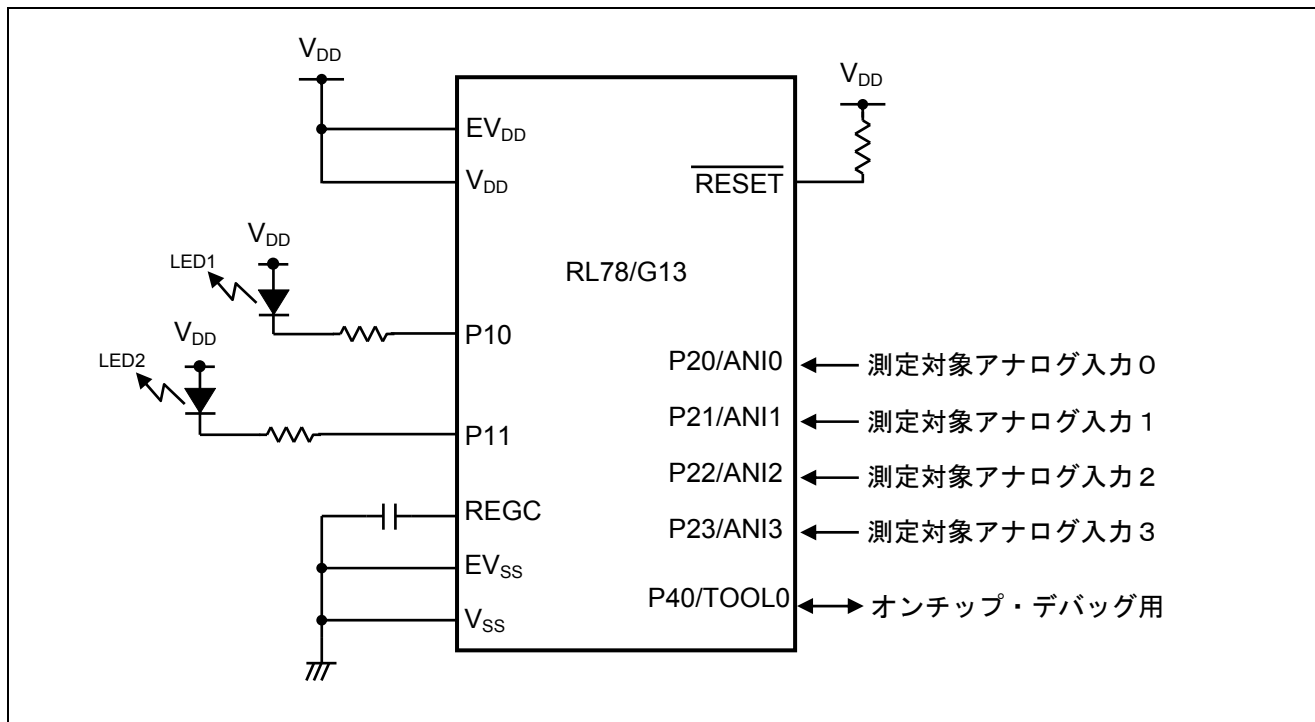 VDD
EVDD
VDD
VDD
LED1
P10
VDD
LED2
P11
REGC
EVSS
VSS
RL78/G13
VDD
RESET
P20/ANI0 測定対象アナログ入力0
P21/ANI1 測定対象アナログ入力1
P22/ANI2 測定対象アナログ入力2
P23/ANI3 測定対象アナログ入力3
P40/TOOL0 オンチップ・デバッグ用